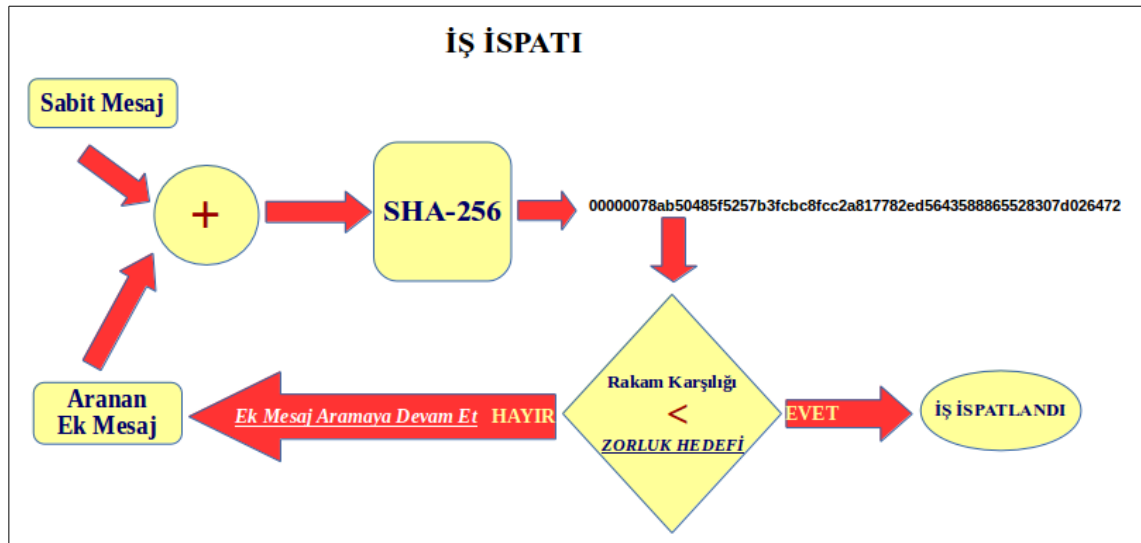 İŞ İSPATI
Sabit Mesaj
+
SHA-256
00000078ab50485f5257b3fcbc8fcc2a817782ed5643588865528307d026472
Rakam Karşılığı
<
ZORLUK HEDEFİ
EVET
İŞ İSPATLANDI
HAYIR
Ek Mesaj Aramaya Devam Et
Aranan
Ek Mesaj